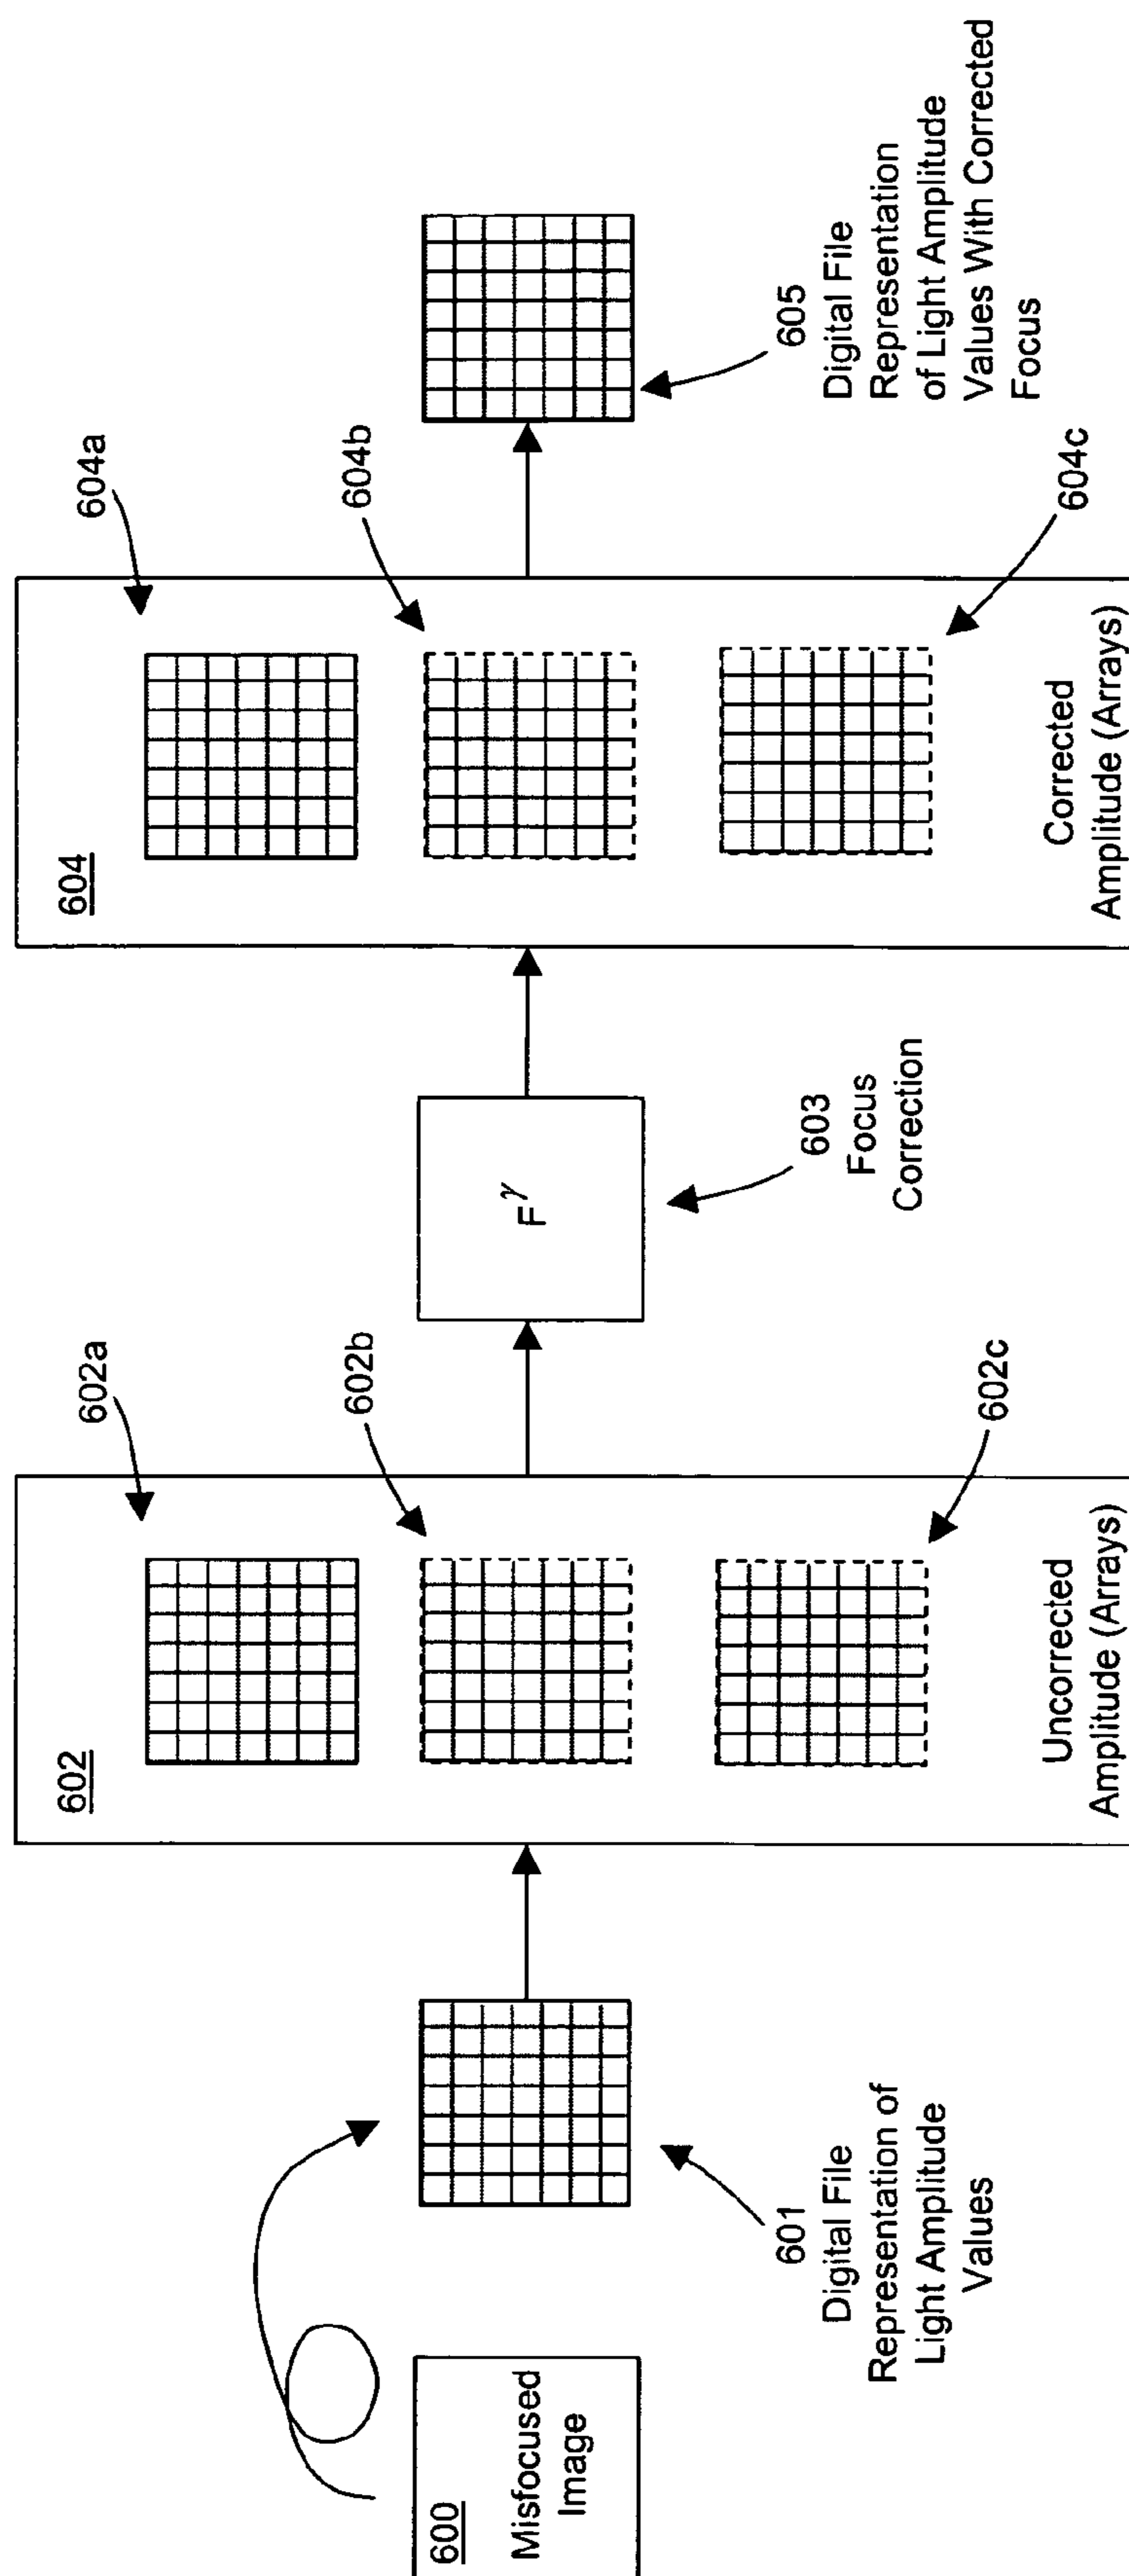 600
Misfocused
Image
601
Digital File
Representation of
Light Amplitude
Values
602
602a
602b
602c
Uncorrected
Amplitude (Arrays)
F^γ
603
Focus
Correction
604
604a
604b
604c
Corrected
Amplitude (Arrays)
605
Digital File
Representation
of Light Amplitude
Values With Corrected
Focus